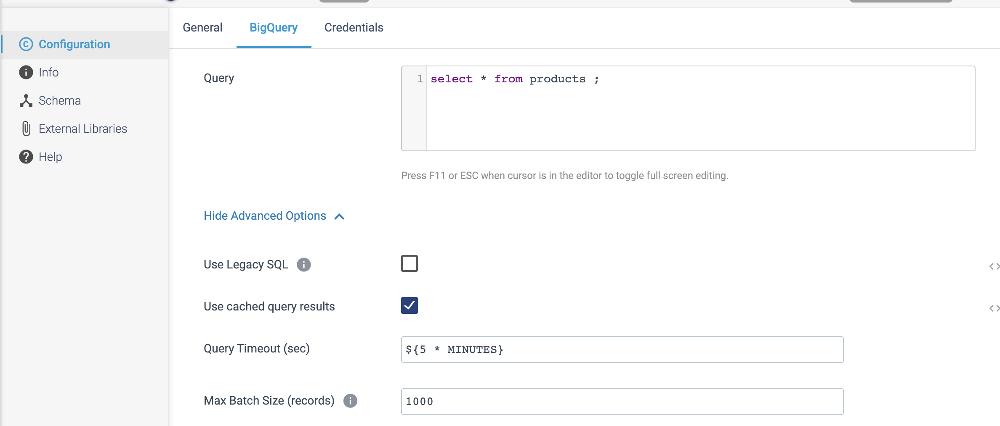 General BigQuery Credentials
Configuration
Info
Schema
External Libraries
Help
Query
1 select * from products ;
Press F11 or ESC when cursor is in the editor to toggle full screen editing.
Hide Advanced Options
Use Legacy SQL
Use cached query results
Query Timeout (sec) ${5 * MINUTES}
Max Batch Size (records) 1000